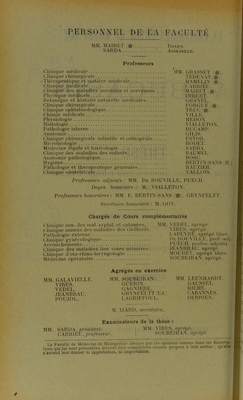 PERSONNEL DE LA FACULTÉ
MM. MAIRET Doyen
SARDA Assesseur.
Professeurs
Clinique médicale MM. GRASSET
Clinique chirurgicale TÉDENAT
Thérapeutique et matière médicale HAMELIN
Clinique médicale CARRIEU
Clinique des maladies mentales et nerveuses MAIRET
Physique médicale IMBERT
Botanique et histoire naturelle médicales GRANEL
Clinique chirurgicale FORGUE
Clinique ophtalmologique TRUC
Chimie médicale VILLE
Physiologie HEDON
Histologie VIALLETON
Pathologie interne DUCAMP
Anatomie GILIS
Clinique chirurgicale infantile et orthopédie ESTOR
Microbiologie RODET
Médecine légale et toxicologie SARDA
Clinique des maladies des enfants BAUMEL
Anatomie pathologique BOSC
Hygiène BERTIN-SANS
Pathologie et thérapeutique générales RAUZIER
Clinique obstétricale VALLOIS
Professeurs adjoints : MM. De ROUVILLE, PUECH
Doyen honoraire : M. VIALLETON
Professeurs honoraires : MM. E. BERTIN-SANS, GRYNFELTT
Secrétaire honoraire : M. GOT
Chargés de Cours complémentaires
Clinique ann. des mal. syphil. et cutanées MM. VEDEL, agrégé
Clinique annexe des maladies des vieillards VIRES, agrégé
Pathologie externe LAPEYRE, agrégé libre
Clinique gynécologique De ROUVILLE, prof. adj.
Accouchements PUECH, profes. adjoint
Clinique des maladies des voies urinaires JEANBRAU, agrégé
Clinique d'oto-rhino-laryngologie MOURET, agrégé libre
Médecine opératoire SOUBEIRAN, agrégé
Agrégés en exercice
MM. GALAVIELLE MM. SOUBEIRAN MM. LEENHARDT
VIRES GUÉRIN GAUSSEL
VEDEL GAGNIÈRE RICHE
JEANBRAU GRYNFELTT Ed. CABANNES
POUJOL LAGRIFFOUL DERRIEN
M. IZARD, secrétaire.
Examinateurs de la thèse :
MM. SARDA, président. MM. VIRES, agrégé.
CARRIEU, professeur. SOUBEIRAN, agrégé.
La Faculté de Médecine de Montpellier déclare que les opinions émises dans les dissertations
qui lui sont présentées doivent être considérées comme propres à leur auteur ; qu'elle
n'entend leur donner ni approbation, ni improbation.